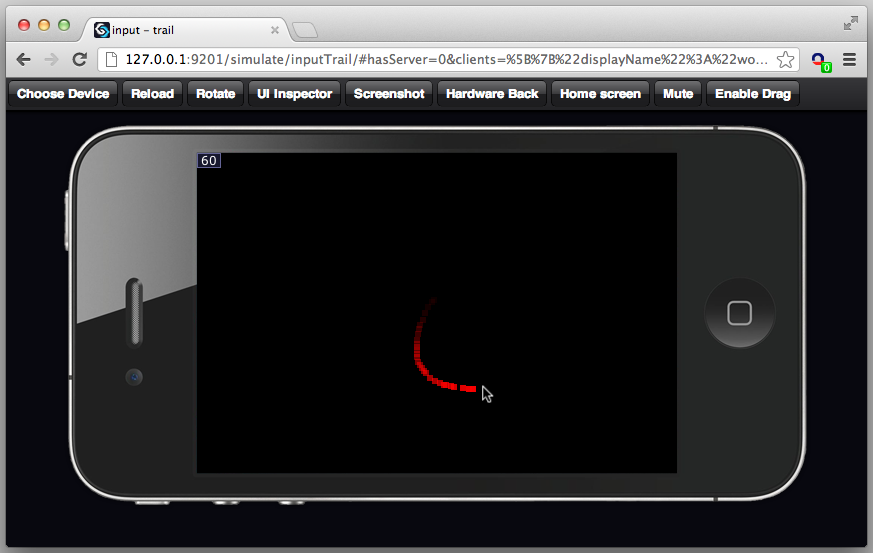 input – trail
127.0.0.1:9201/simulate/inputTrail/#hasServer=0&clients=%5B%7B%22displayName%22%3A%22wo...
0
Choose Device Reload Rotate UI Inspector Screenshot Hardware Back Home screen Mute Enable Drag
60